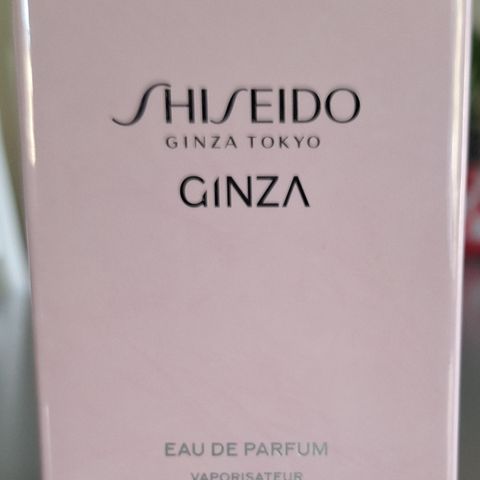 SHISEIDO
GINZA TOKYO
GINZA
EAU DE PARFUM
VAPORISATEUR